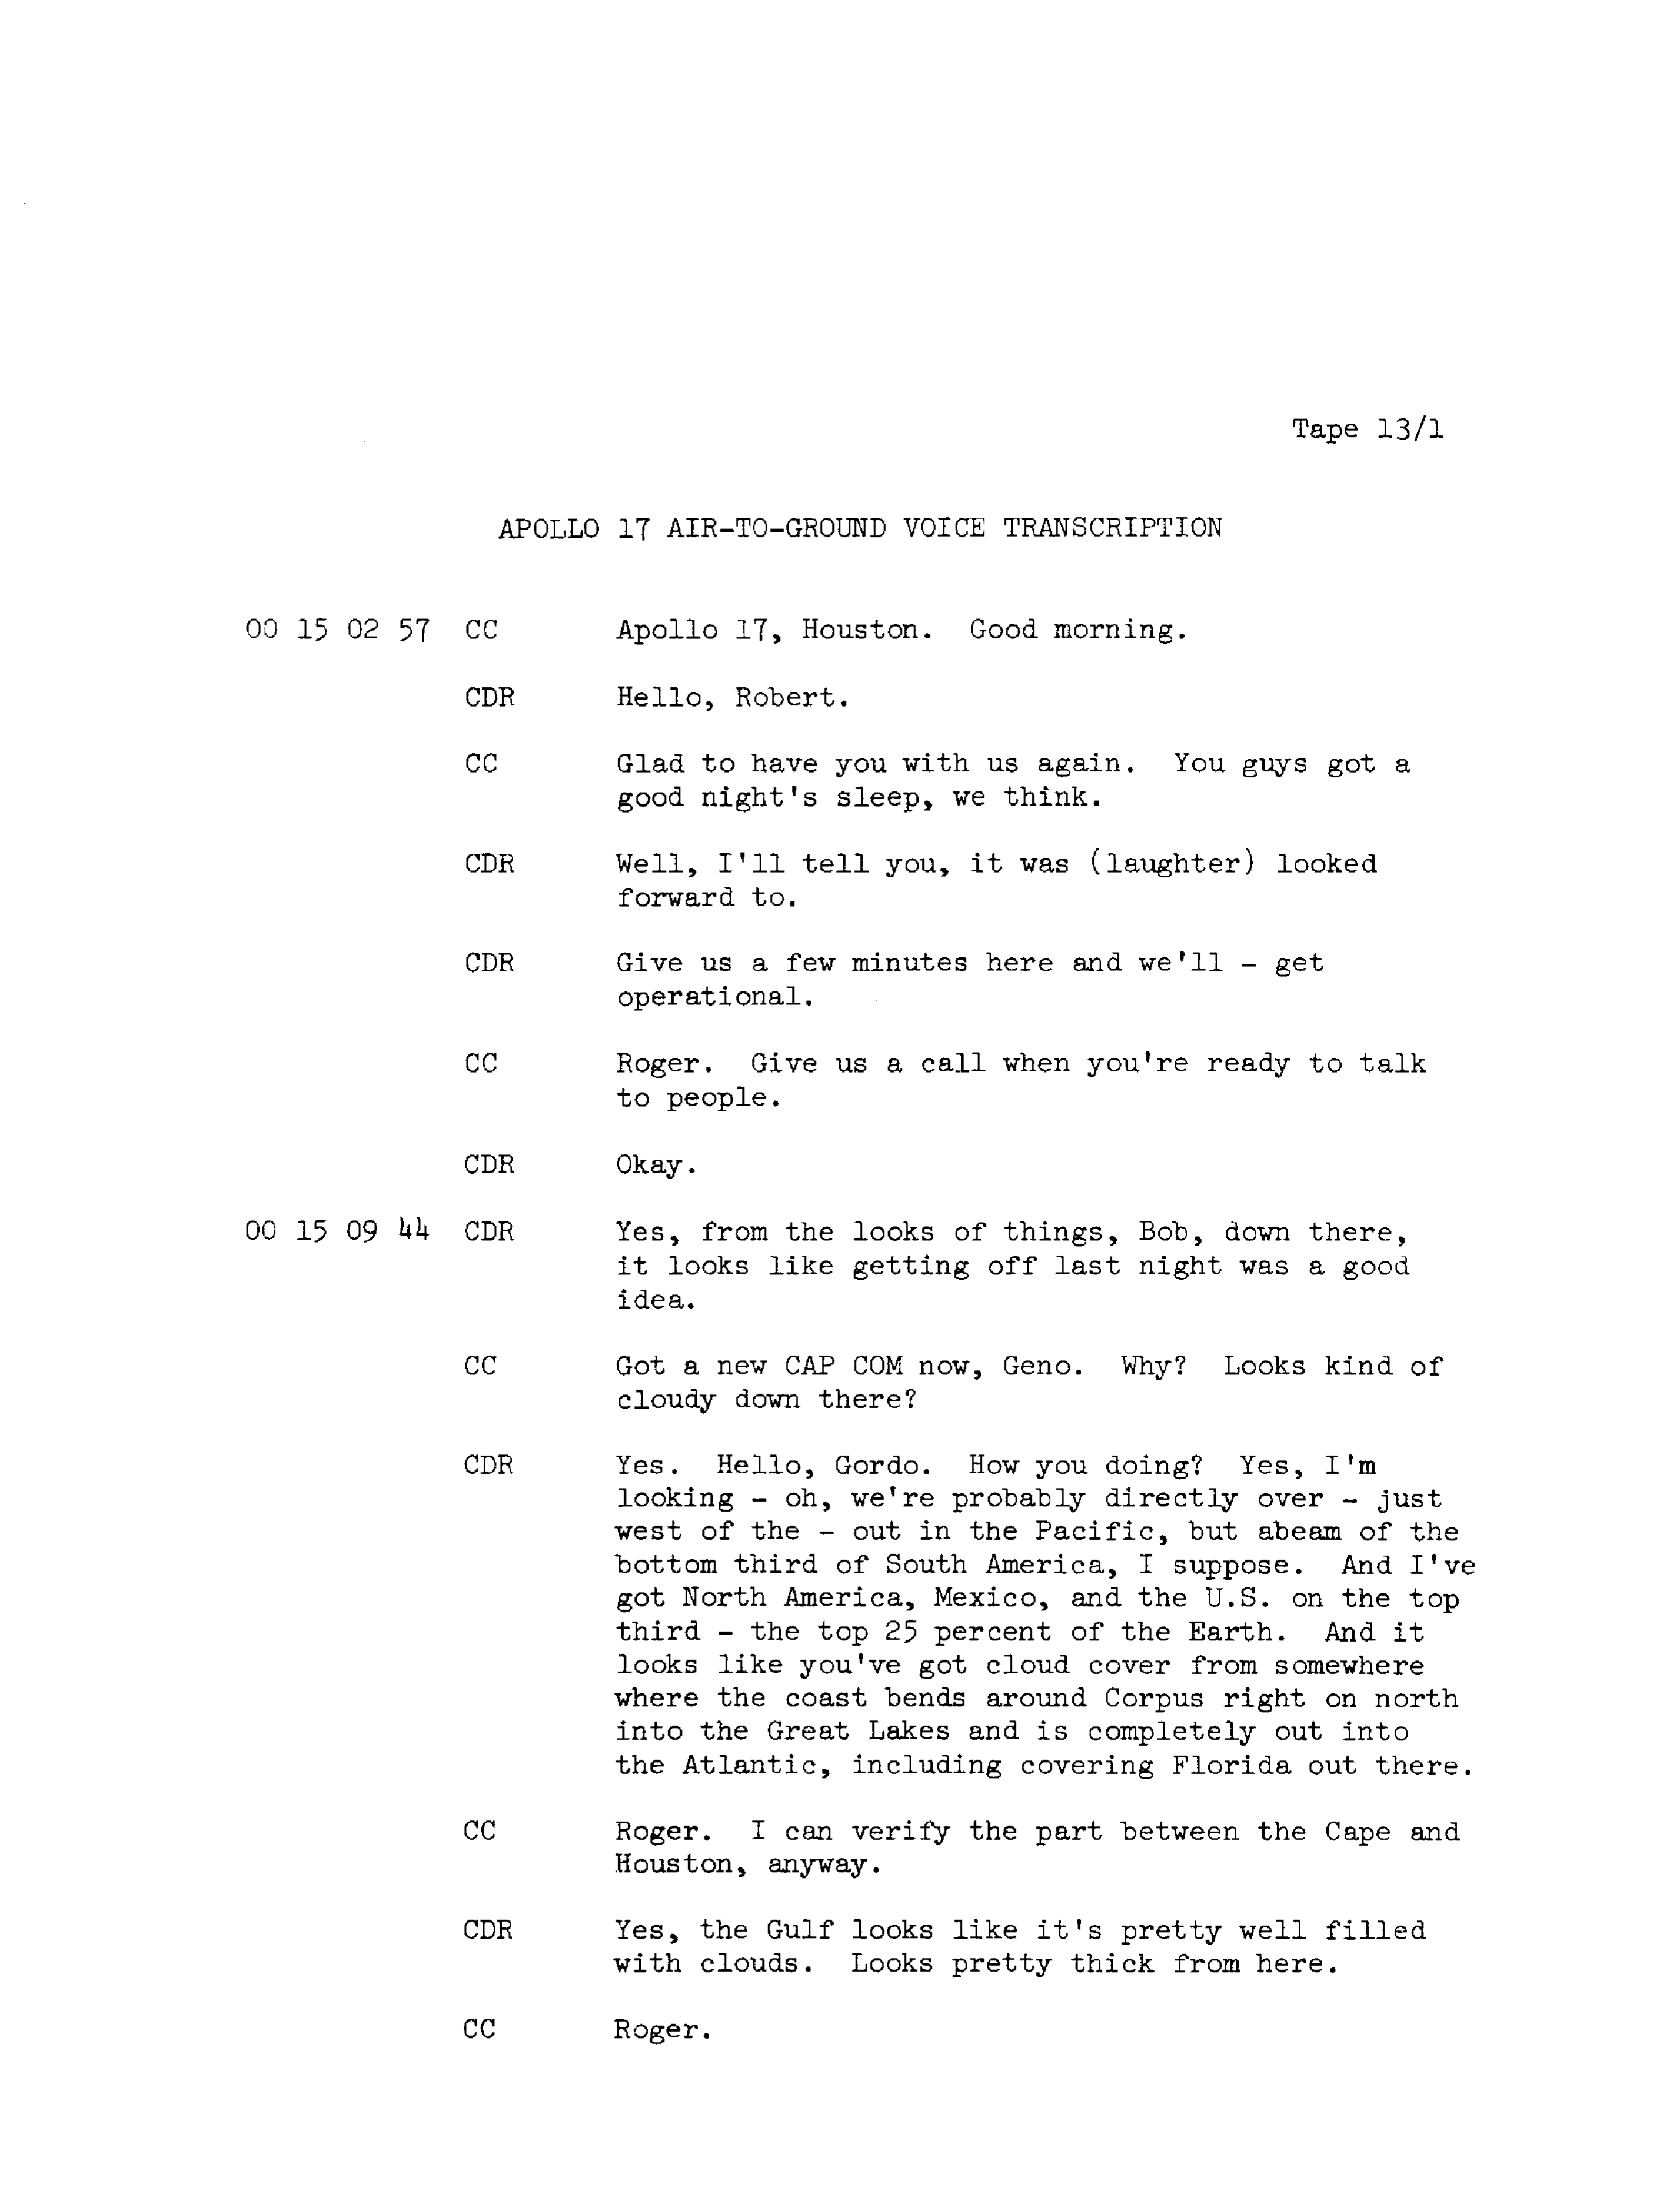 Tape 13/1
APOLLO 17 AIR-TO-GROUND VOICE TRANSCRIPTION
00 15 02 57 CC Apollo 17, Houston. Good morning.
CDR Hello, Robert.
CC Glad to have you with us again. You guys got a
good night's sleep, we think.
CDR Well, I'll tell you, it was (laughter) looked
forward to.
CDR Give us a few minutes here and we'll - get
operational.
CC Roger. Give us a call when you're ready to talk
to people.
CDR Okay.
00 15 09 44 CDR Yes, from the looks of things, Bob, down there,
it looks like getting off last night was a good
idea.
CC Got a new CAP COM now, Geno. Why? Looks kind of
cloudy down there?
CDR Yes. Hello, Gordo. How you doing? Yes, I'm
looking - oh, we're probably directly over - just
west of the - out in the Pacific, but abeam of the
bottom third of South America, I suppose. And I've
got North America, Mexico, and the U.S. on the top
third - the top 25 percent of the Earth. And it
looks like you've got cloud cover from somewhere
where the coast bends around Corpus right on north
into the Great Lakes and is completely out into
the Atlantic, including covering Florida out there.
CC Roger. I can verify the part between the Cape and
Houston, anyway.
CDR Yes, the Gulf looks like it's pretty well filled
with clouds. Looks pretty thick from here.
CC Roger.